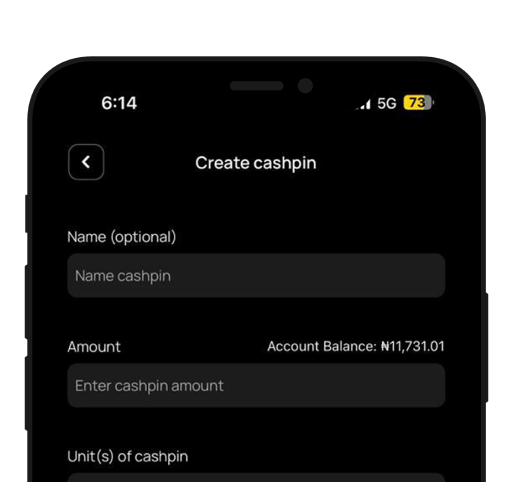 6:14 5G 73
Create cashpin
Name (optional)
Name cashpin
Amount Account Balance: ₦11,731.01
Enter cashpin amount
Unit(s) of cashpin